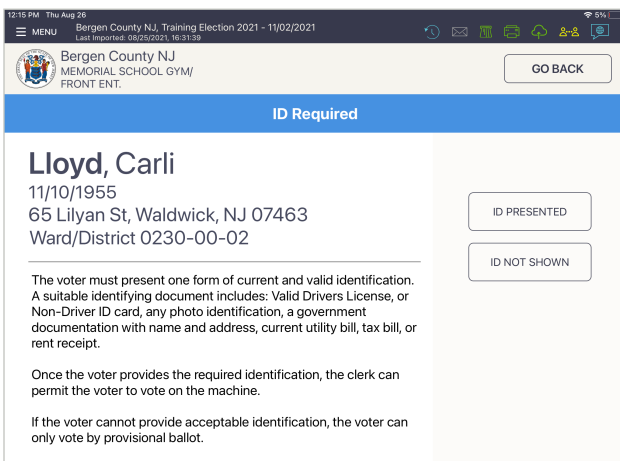 12:15 PM Thu Aug 26
5%
MENU
Bergen County NJ, Training Election 2021 - 11/02/2021
Last Imported: 08/25/2021, 16:31:39
Bergen County NJ
MEMORIAL SCHOOL GYM/
FRONT ENT.
GO BACK
ID Required
Lloyd, Carli
11/10/1955
65 Lilyan St, Waldwick, NJ 07463
Ward/District 0230-00-02
ID PRESENTED
ID NOT SHOWN
The voter must present one form of current and valid identification.
A suitable identifying document includes: Valid Drivers License, or
Non-Driver ID card, any photo identification, a government
documentation with name and address, current utility bill, tax bill, or
rent receipt.
Once the voter provides the required identification, the clerk can
permit the voter to vote on the machine.
If the voter cannot provide acceptable identification, the voter can
only vote by provisional ballot.